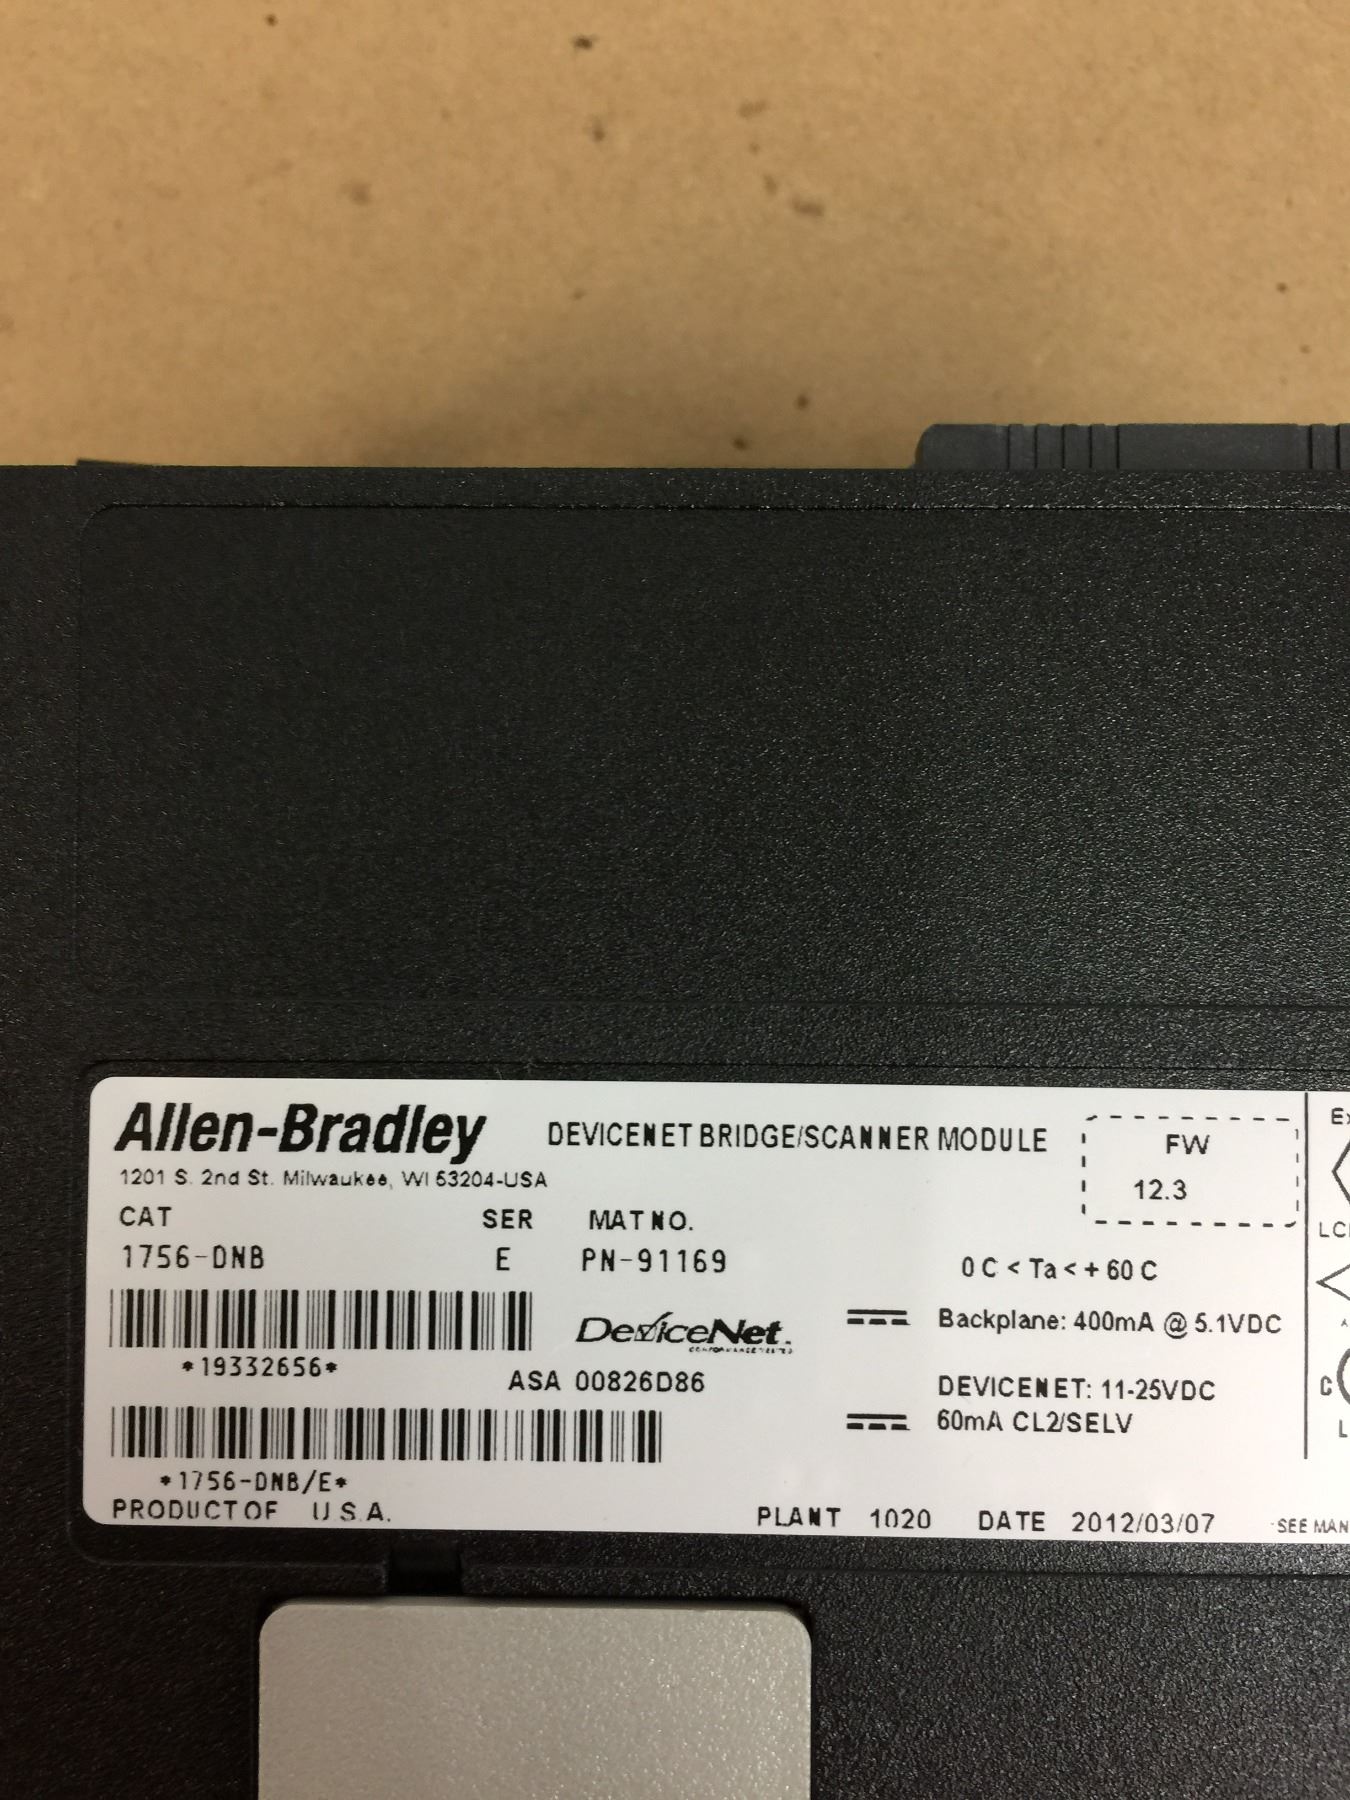 Allen-Bradley
DEVICENET BRIDGE/SCANNER MODULE
FW
12.3
1201 S. 2nd St. Milwaukee, WI 53204-USA
CAT SER MAT NO.
1756-DNB E PN-91169
0 C < Ta < + 60 C
DeviceNet
Backplane: 400mA @ 5.1VDC
*19332656*
ASA 00826D86
DEVICENET: 11-25VDC
60mA CL2/SELV
*1756-DNB/E*
PRODUCT OF U.S.A.
PLANT 1020 DATE 2012/03/07
SEE